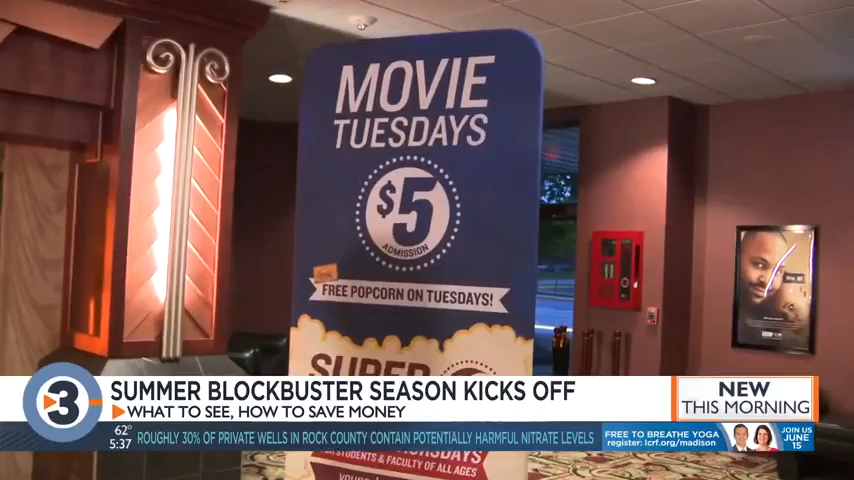 MOVIE
TUESDAYS
$5
ADMISSION
FREE POPCORN ON TUESDAYS!
SUPER
3
SUMMER BLOCKBUSTER SEASON KICKS OFF
WHAT TO SEE, HOW TO SAVE MONEY
NEW
THIS MORNING
62°
5:37
ROUGHLY 30% OF PRIVATE WELLS IN ROCK COUNTY CONTAIN POTENTIALLY HARMFUL NITRATE LEVELS
FREE TO BREATHE YOGA
register: lcrf.org/madison
JOIN US
JUNE
15
FOR STUDENTS & FACULTY OF ALL AGES